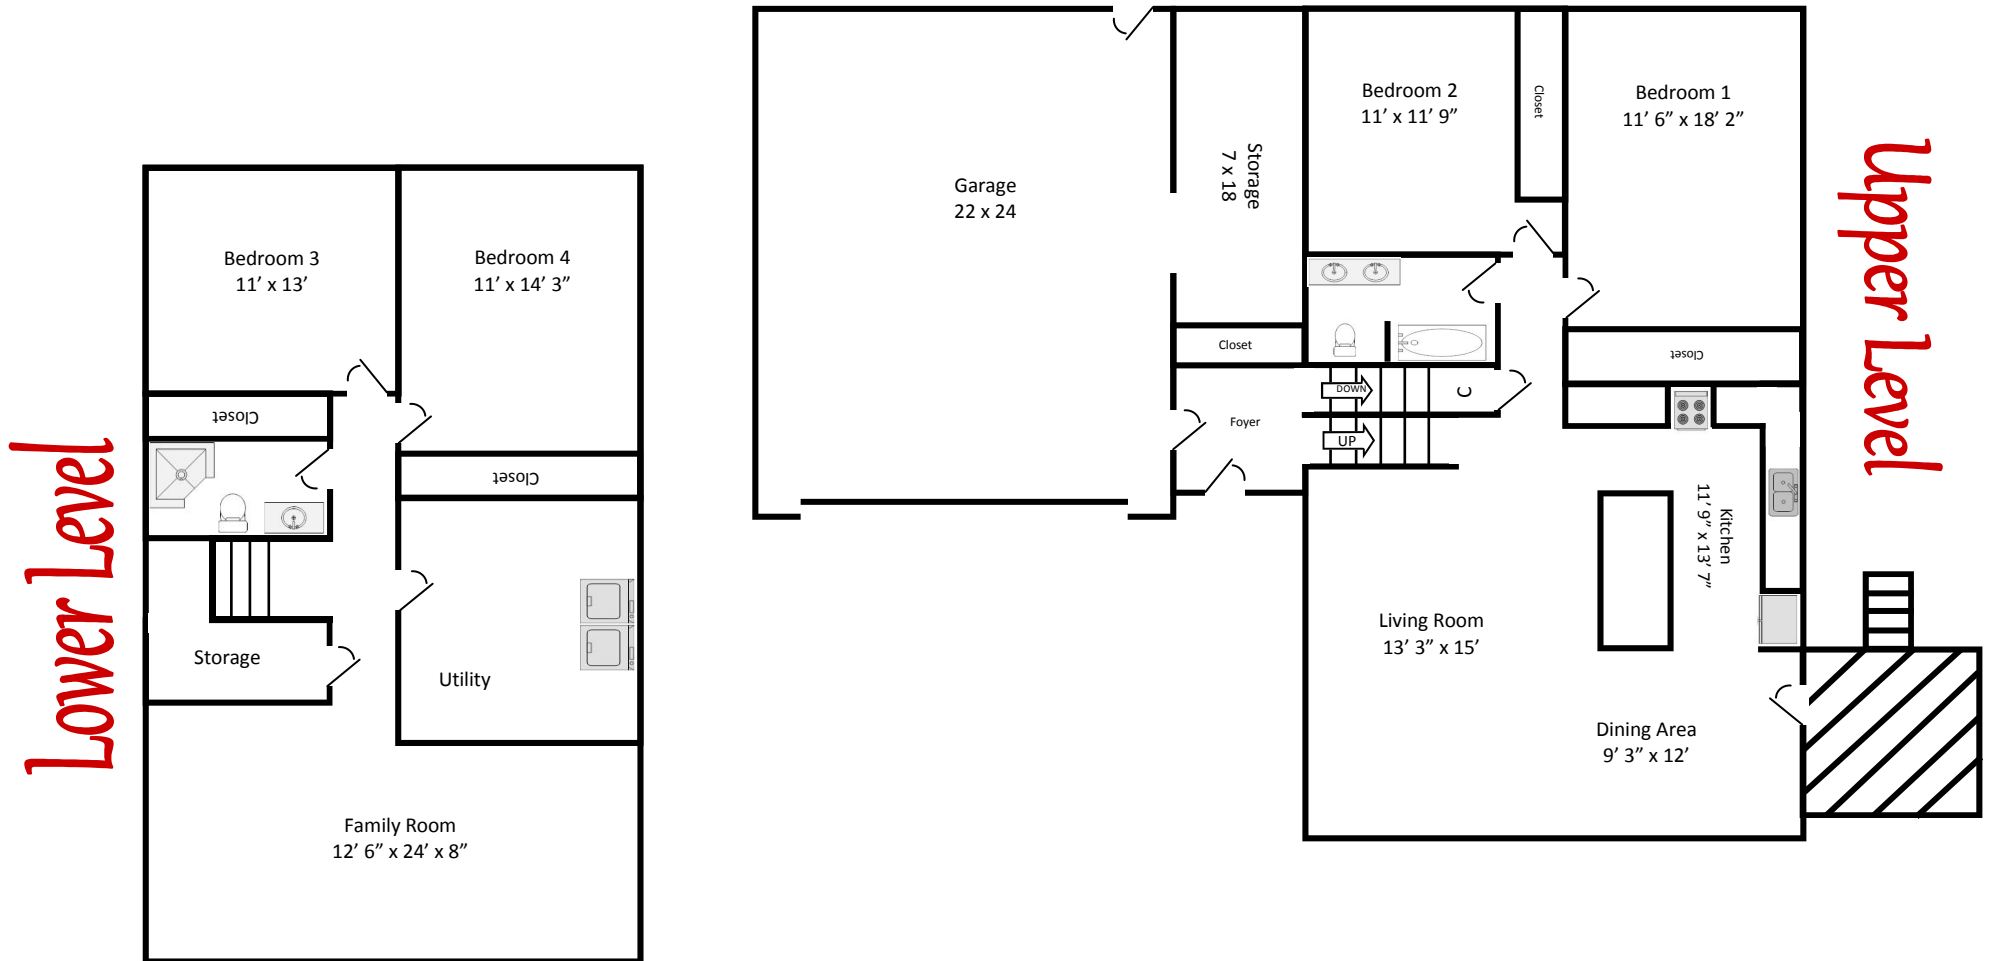 Lower Level
Bedroom 3
11’ x 13’
Bedroom 4
11’ x 14’ 3”
Closet
Closet
Storage
Utility
Family Room
12’ 6” x 24’ x 8”
Upper Level
Garage
22 x 24
Storage
7 x 18
Closet
Bedroom 2
11’ x 11’ 9”
Closet
Bedroom 1
11’ 6” x 18’ 2”
Closet
DOWN
C
Foyer
UP
Kitchen
11’ 9” x 13’ 7”
Living Room
13’ 3” x 15’
Dining Area
9’ 3” x 12’